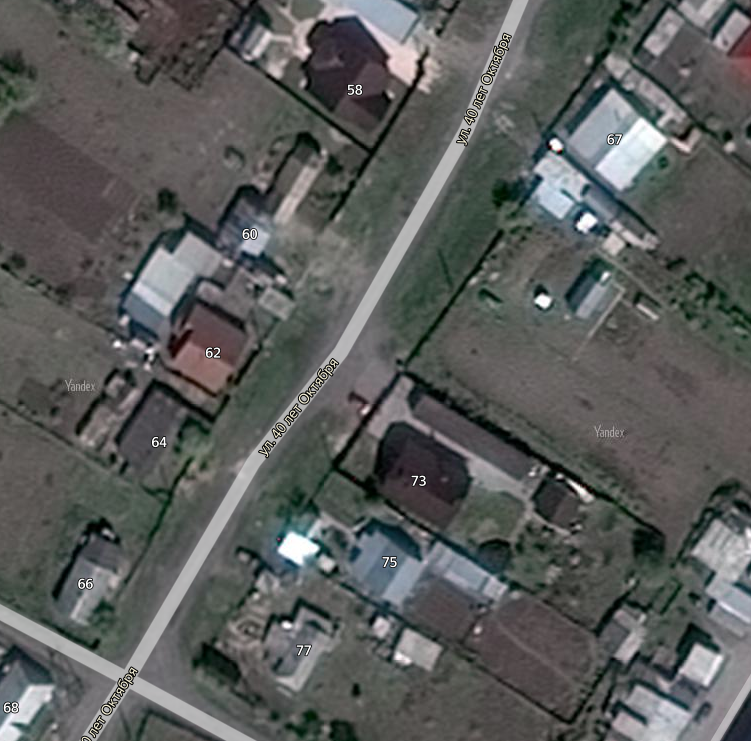 58
ул. 40 лет Октября
67
60
62
Yandex
ул. 40 лет Октября
64
Yandex
73
75
66
77
68
0 лет Октября